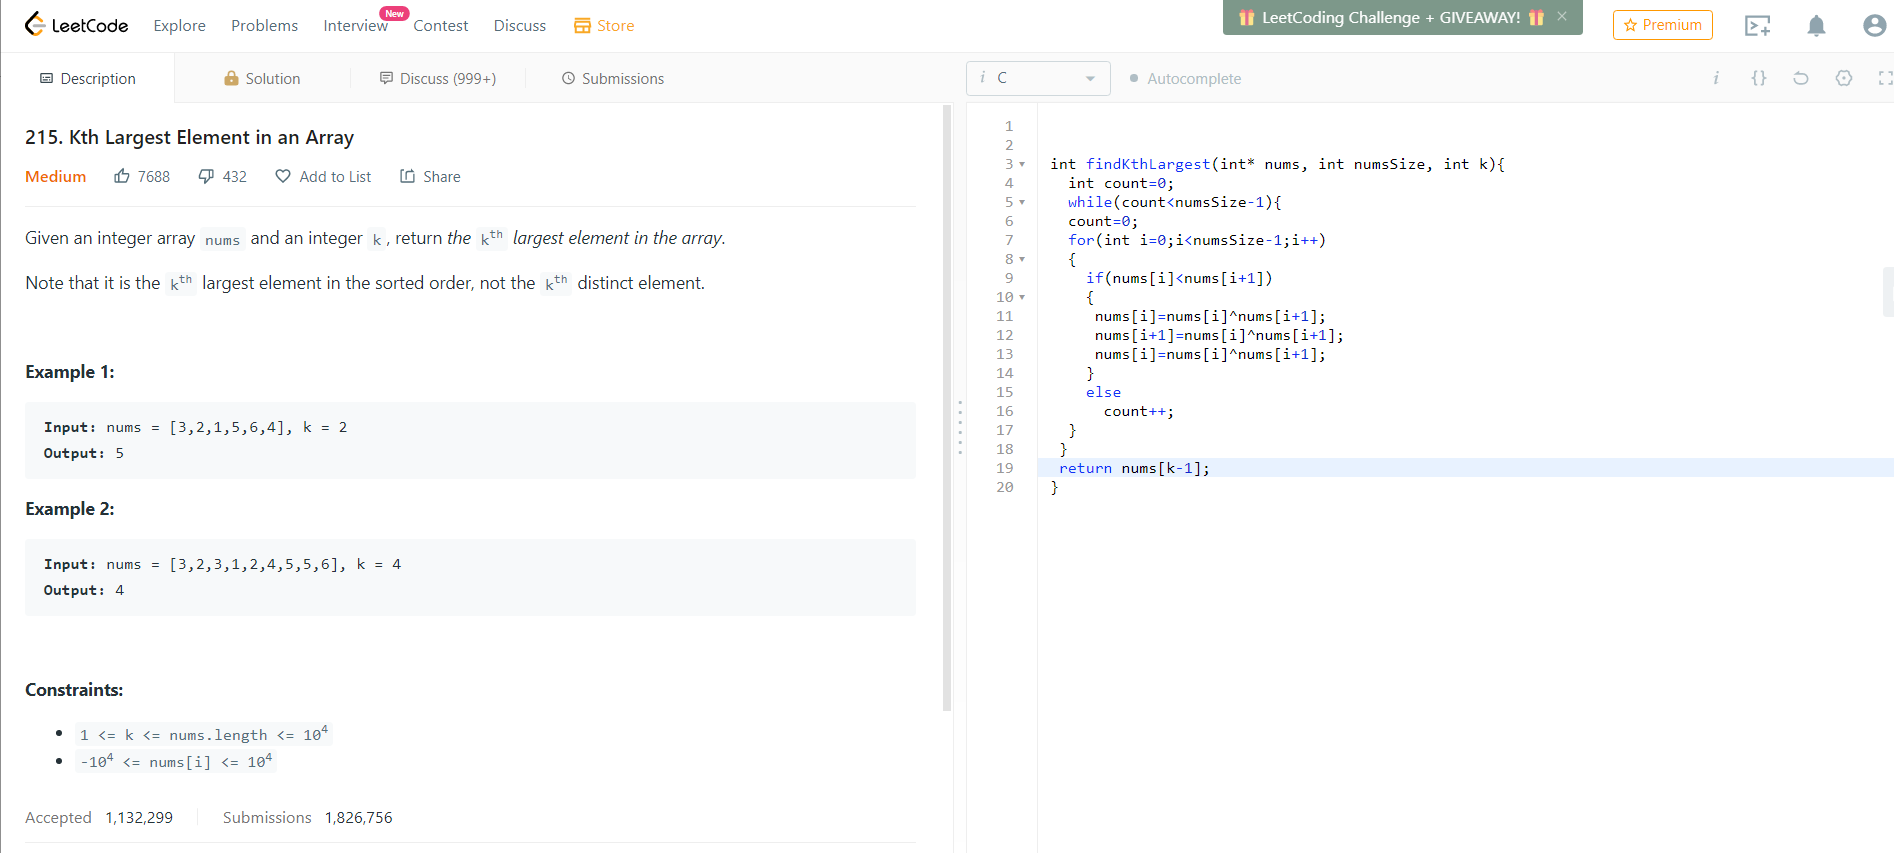 LeetCode Explore Problems Interview New Contest Discuss Store
LeetCoding Challenge + GIVEAWAY! ×
Premium
Description Solution Discuss (999+) Submissions
i C Autocomplete i {}
215. Kth Largest Element in an Array
Medium 7688 432 Add to List Share
Given an integer array nums and an integer k, return the kth largest element in the array.
Note that it is the kth largest element in the sorted order, not the kth distinct element.
Example 1:
Input: nums = [3,2,1,5,6,4], k = 2
Output: 5
Example 2:
Input: nums = [3,2,3,1,2,4,5,5,6], k = 4
Output: 4
Constraints:
• 1 <= k <= nums.length <= 10^4
• -10^4 <= nums[i] <= 10^4
Accepted 1,132,299 Submissions 1,826,756
1
2
3 int findKthLargest(int* nums, int numsSize, int k){
4 int count=0;
5 while(count<numsSize-1){
6 count=0;
7 for(int i=0;i<numsSize-1;i++)
8 {
9 if(nums[i]<nums[i+1])
10 {
11 nums[i]=nums[i]^nums[i+1];
12 nums[i+1]=nums[i]^nums[i+1];
13 nums[i]=nums[i]^nums[i+1];
14 }
15 else
16 count++;
17 }
18 }
19 return nums[k-1];
20 }